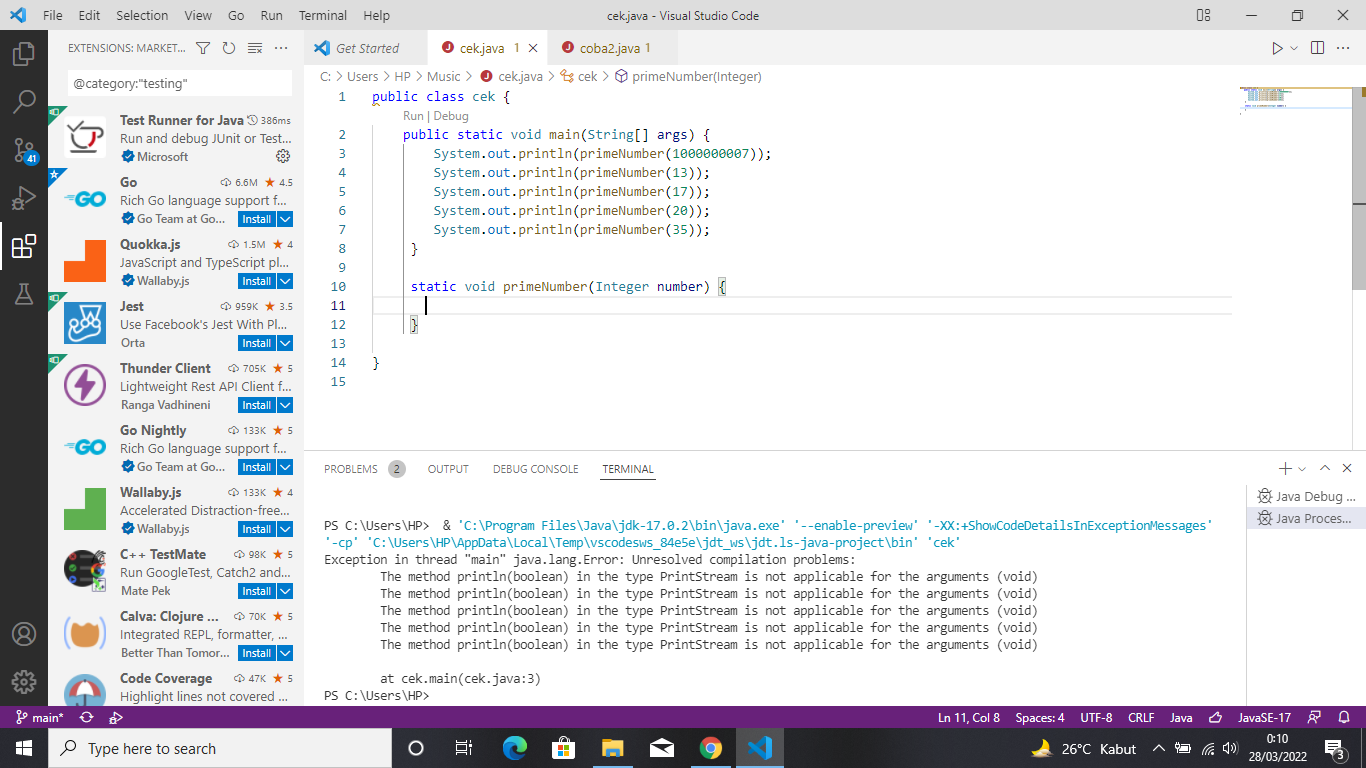 File Edit Selection View Go Run Terminal Help cek.java - Visual Studio Code
EXTENSIONS: MARKET...
@category:"testing"
Test Runner for Java 386ms
Run and debug JUnit or Test...
Microsoft
Go 6.6M 4.5
Rich Go language support f...
Go Team at Go... Install
Quokka.js 1.5M 4
JavaScript and TypeScript pl...
Wallaby.js Install
Jest 959K 3.5
Use Facebook's Jest With Pl...
Orta Install
Thunder Client 705K 5
Lightweight Rest API Client f...
Ranga Vadhineni Install
Go Nightly 133K 5
Rich Go language support f...
Go Team at Go... Install
Wallaby.js 133K 4
Accelerated Distraction-free...
Wallaby.js Install
C++ TestMate 98K 5
Run GoogleTest, Catch2 and...
Mate Pek Install
Calva: Clojure ... 70K 5
Integrated REPL, formatter, ...
Better Than Tomor... Install
Code Coverage 47K 5
Highlight lines not covered ...
41
Get Started cek.java 1 coba2.java 1
C: > Users > HP > Music > cek.java > cek > primeNumber(Integer)
1 public class cek {
Run | Debug
2 public static void main(String[] args) {
3 System.out.println(primeNumber(1000000007));
4 System.out.println(primeNumber(13));
5 System.out.println(primeNumber(17));
6 System.out.println(primeNumber(20));
7 System.out.println(primeNumber(35));
8 }
9
10 static void primeNumber(Integer number) {
11
12 }
13
14 }
15
PROBLEMS 2 OUTPUT DEBUG CONSOLE TERMINAL
Java Debug ...
Java Proces...
PS C:\Users\HP> & 'C:\Program Files\Java\jdk-17.0.2\bin\java.exe' '--enable-preview' '-XX:+ShowCodeDetailsInExceptionMessages'
'-cp' 'C:\Users\HP\AppData\Local\Temp\vscodesws_84e5e\jdt_ws\jdt.ls-java-project\bin' 'cek'
Exception in thread "main" java.lang.Error: Unresolved compilation problems:
The method println(boolean) in the type PrintStream is not applicable for the arguments (void)
The method println(boolean) in the type PrintStream is not applicable for the arguments (void)
The method println(boolean) in the type PrintStream is not applicable for the arguments (void)
The method println(boolean) in the type PrintStream is not applicable for the arguments (void)
The method println(boolean) in the type PrintStream is not applicable for the arguments (void)
at cek.main(cek.java:3)
PS C:\Users\HP>
main* Ln 11, Col 8 Spaces: 4 UTF-8 CRLF Java JavaSE-17
Type here to search 26°C Kabut 0:10
28/03/2022
3